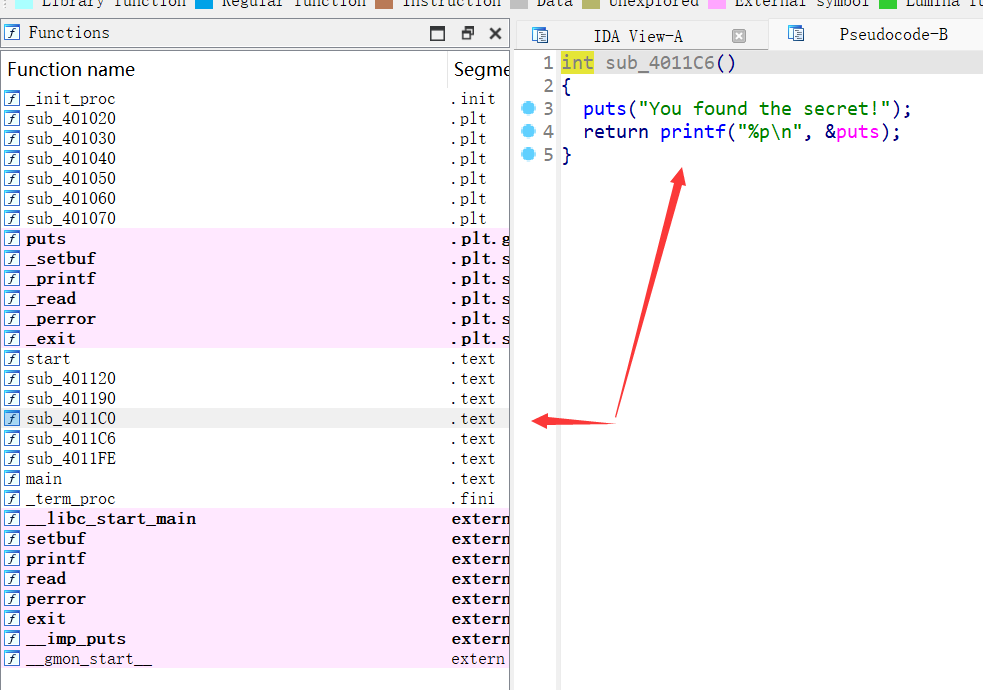 Library function Regular function Instruction Data Unexplored External symbol Lumina
Functions
IDA View-A Pseudocode-B
Function name Segme
_init_proc .init
sub_401020 .plt
sub_401030 .plt
sub_401040 .plt
sub_401050 .plt
sub_401060 .plt
sub_401070 .plt
puts .plt.g
_setbuf .plt.s
_printf .plt.s
_read .plt.s
_perror .plt.s
_exit .plt.s
start .text
sub_401120 .text
sub_401190 .text
sub_4011C0 .text
sub_4011C6 .text
sub_4011FE .text
main .text
_term_proc .fini
__libc_start_main extern
setbuf extern
printf extern
read extern
perror extern
exit extern
__imp_puts extern
__gmon_start__ extern
1 int sub_4011C6()
2 {
3 puts("You found the secret!");
4 return printf("%p\n", &puts);
5 }